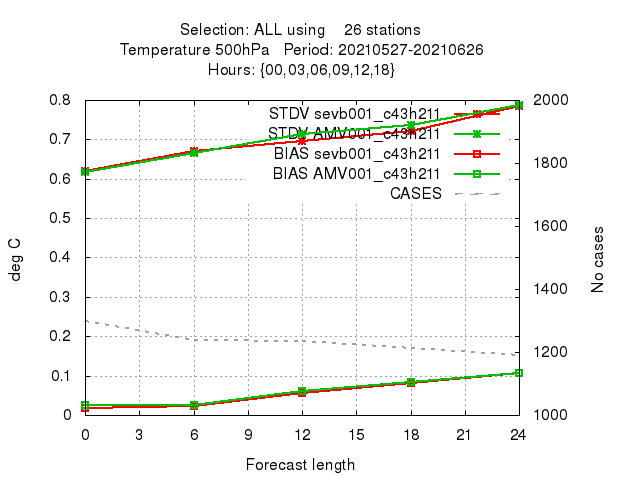 Selection: ALL using 26 stations
Temperature 500hPa Period: 20210527-20210626
Hours: {00,03,06,09,12,18}
STDV sevb001_c43h211
STDV AMV001_c43h211
BIAS sevb001_c43h211
BIAS AMV001_c43h211
CASES
0.8
0.7
0.6
0.5
0.4
0.3
0.2
0.1
0
deg C
2000
1800
1600
1400
1200
1000
No cases
0 3 6 9 12 15 18 21 24
Forecast length